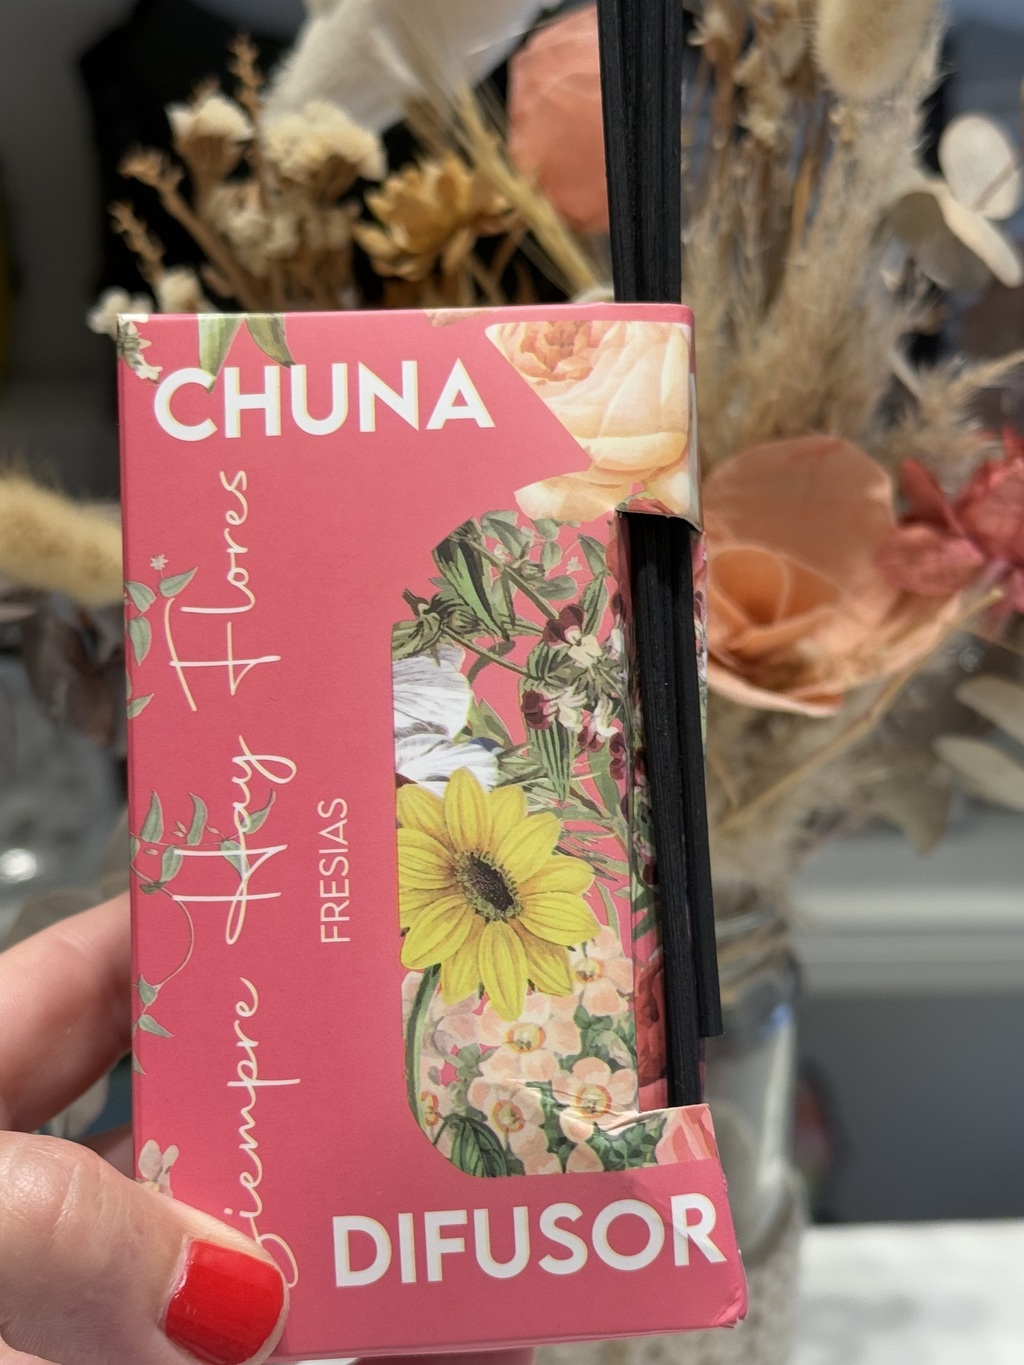 CHUNA
Siempre Hay Flores
FRESIAS
DIFUSOR